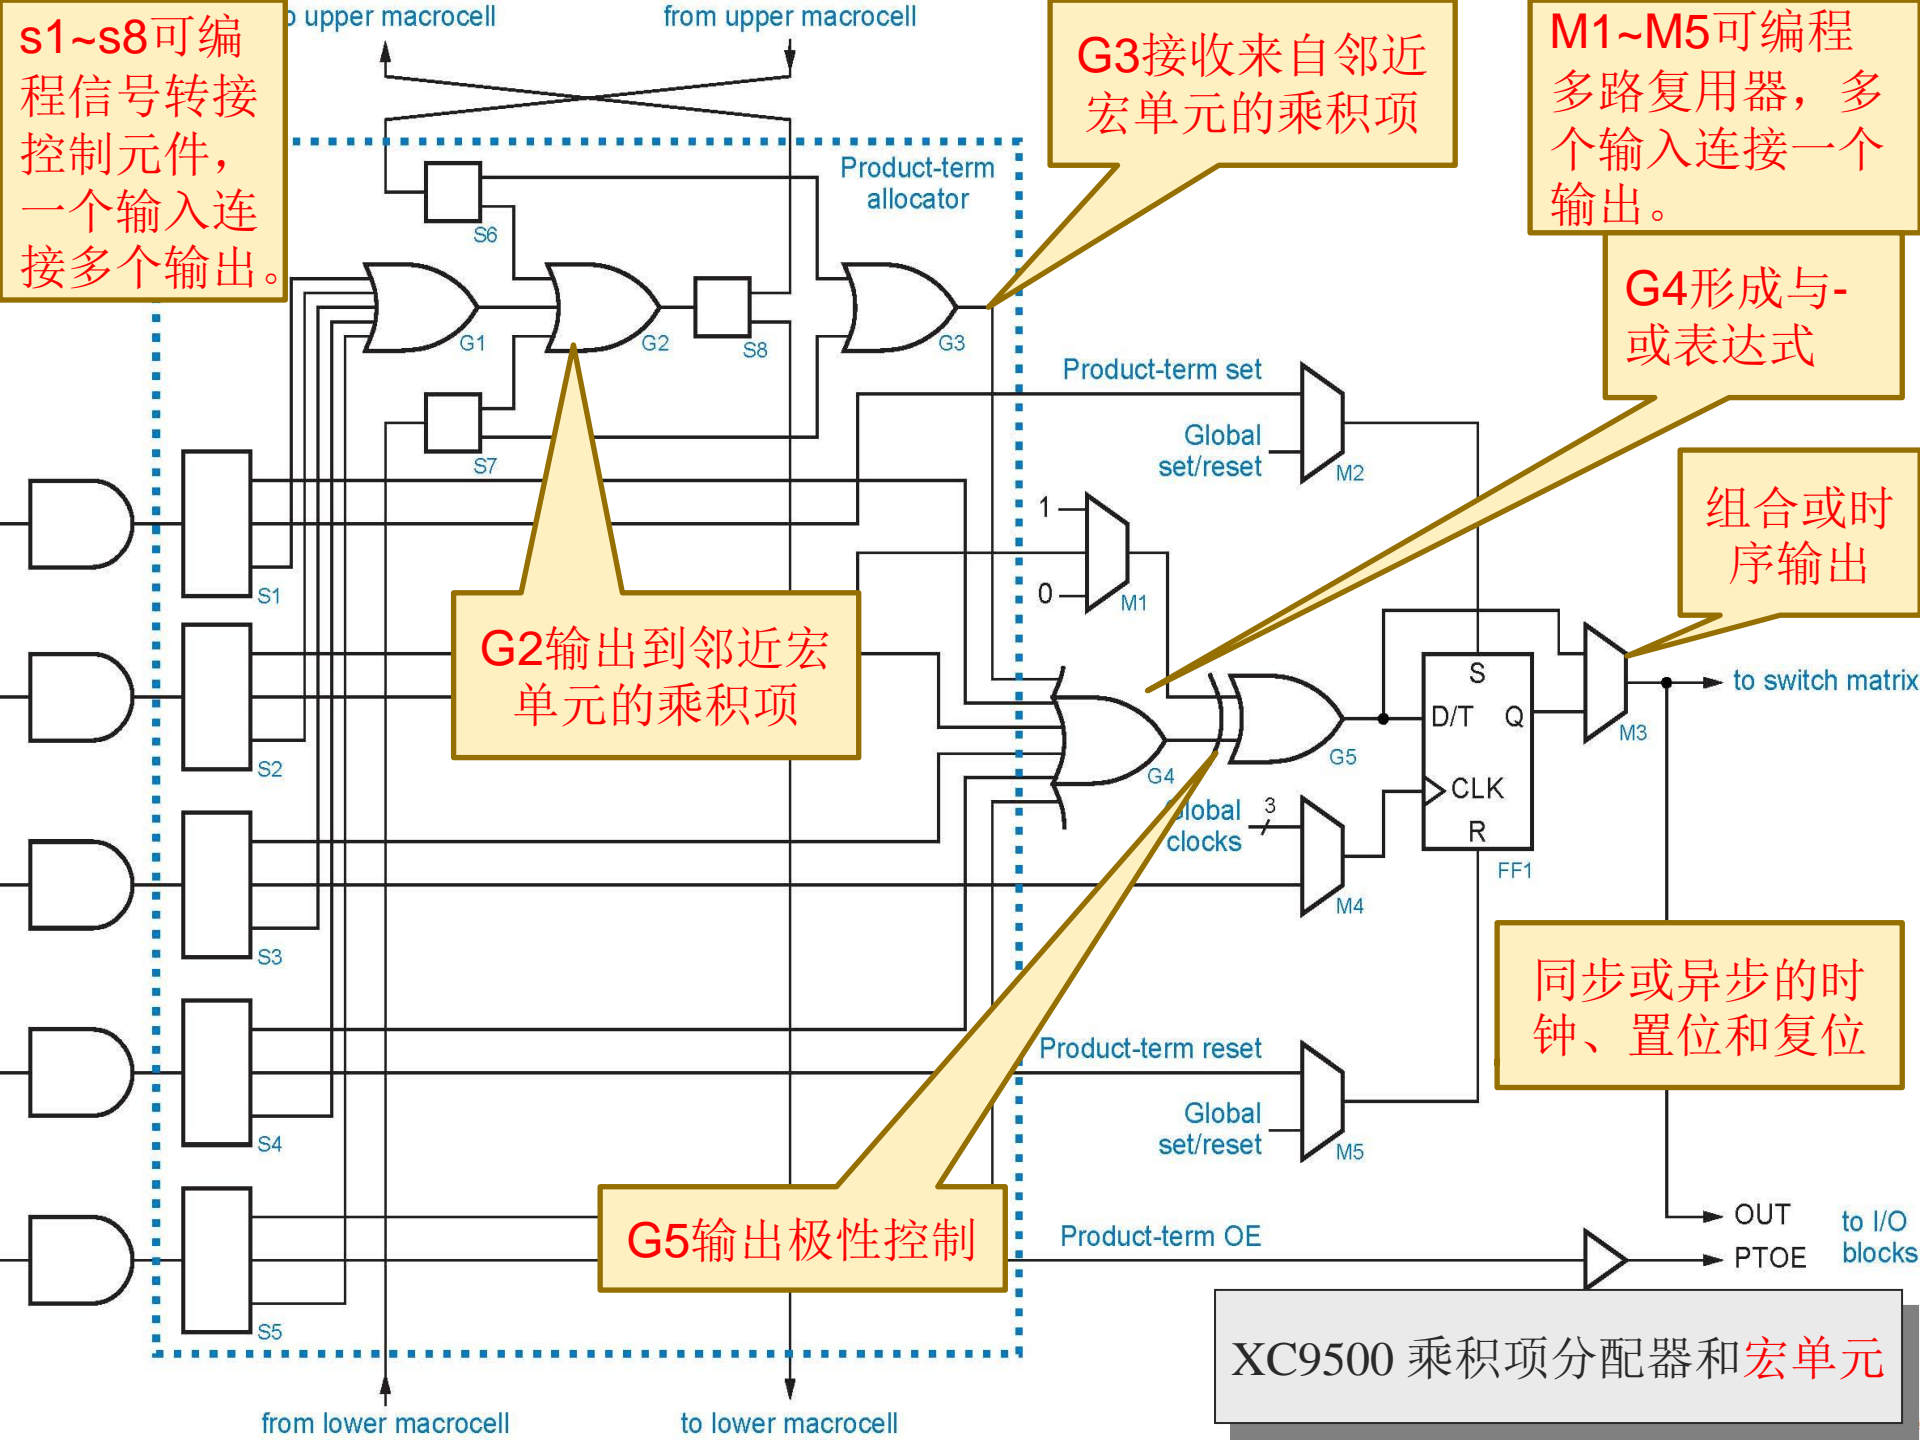 s1~s8可编
程信号转接
控制元件，
一个输入连
接多个输出。
upper macrocell
from upper macrocell
G3接收来自邻近
宏单元的乘积项
M1~M5可编程
多路复用器，多
个输入连接一个
输出。
Product-term
allocator
S6
G1
G2
S8
G3
S7
G4形成与-
或表达式
Product-term set
Global
set/reset
M2
组合或时
序输出
1
0
M1
S1
G2输出到邻近宏
单元的乘积项
S2
G4
G5
S
D/T
Q
CLK
R
FF1
M3
to switch matrix
Global
clocks
3
M4
S3
同步或异步的时
钟、置位和复位
Product-term reset
Global
set/reset
M5
S4
G5输出极性控制
Product-term OE
OUT
PTOE
to I/O
blocks
S5
XC9500 乘积项分配器和宏单元
from lower macrocell
to lower macrocell